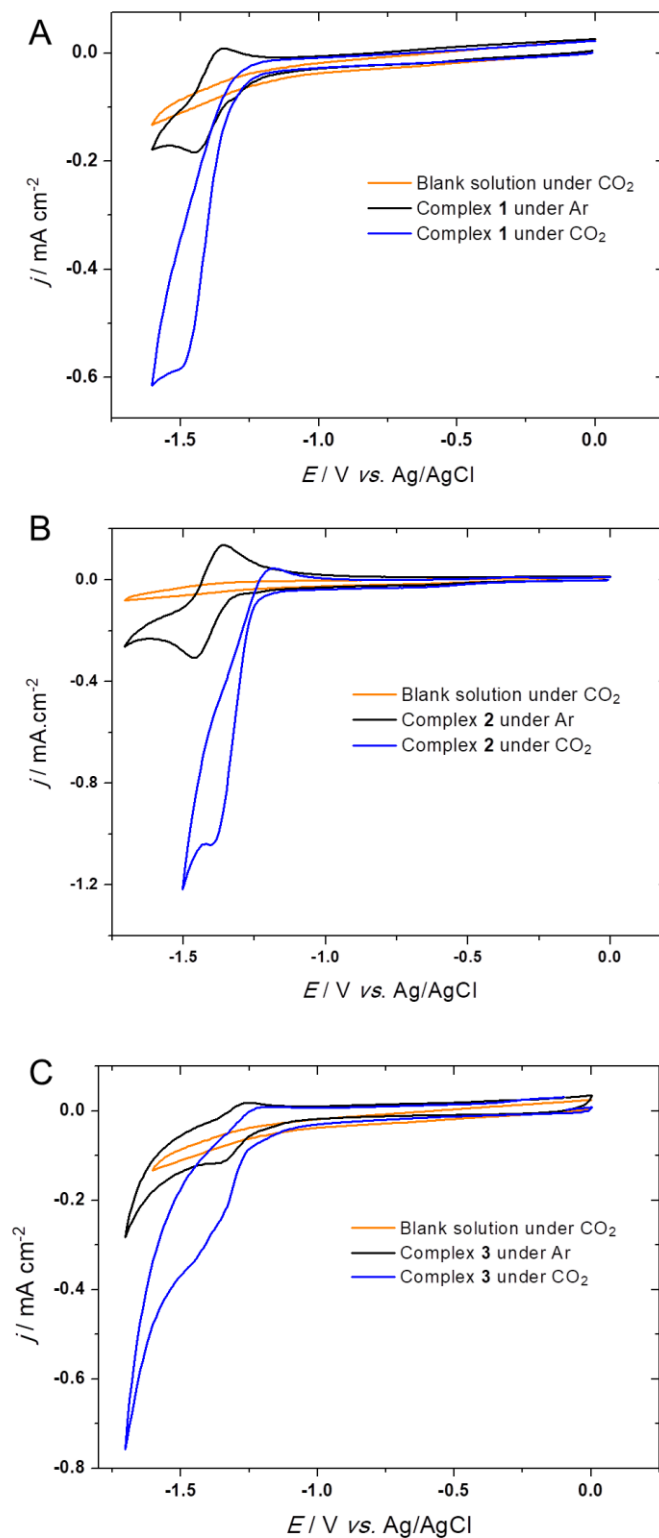 A
0.0
-0.2
-0.4
-0.6
j / mA cm-2
Blank solution under CO2
Complex 1 under Ar
Complex 1 under CO2
-1.5 -1.0 -0.5 0.0
E / V vs. Ag/AgCl
B
0.0
-0.4
-0.8
-1.2
j / mA.cm-2
Blank solution under CO2
Complex 2 under Ar
Complex 2 under CO2
-1.5 -1.0 -0.5 0.0
E / V vs. Ag/AgCl
C
0.0
-0.2
-0.4
-0.6
-0.8
j / mA cm-2
Blank solution under CO2
Complex 3 under Ar
Complex 3 under CO2
-1.5 -1.0 -0.5 0.0
E / V vs. Ag/AgCl